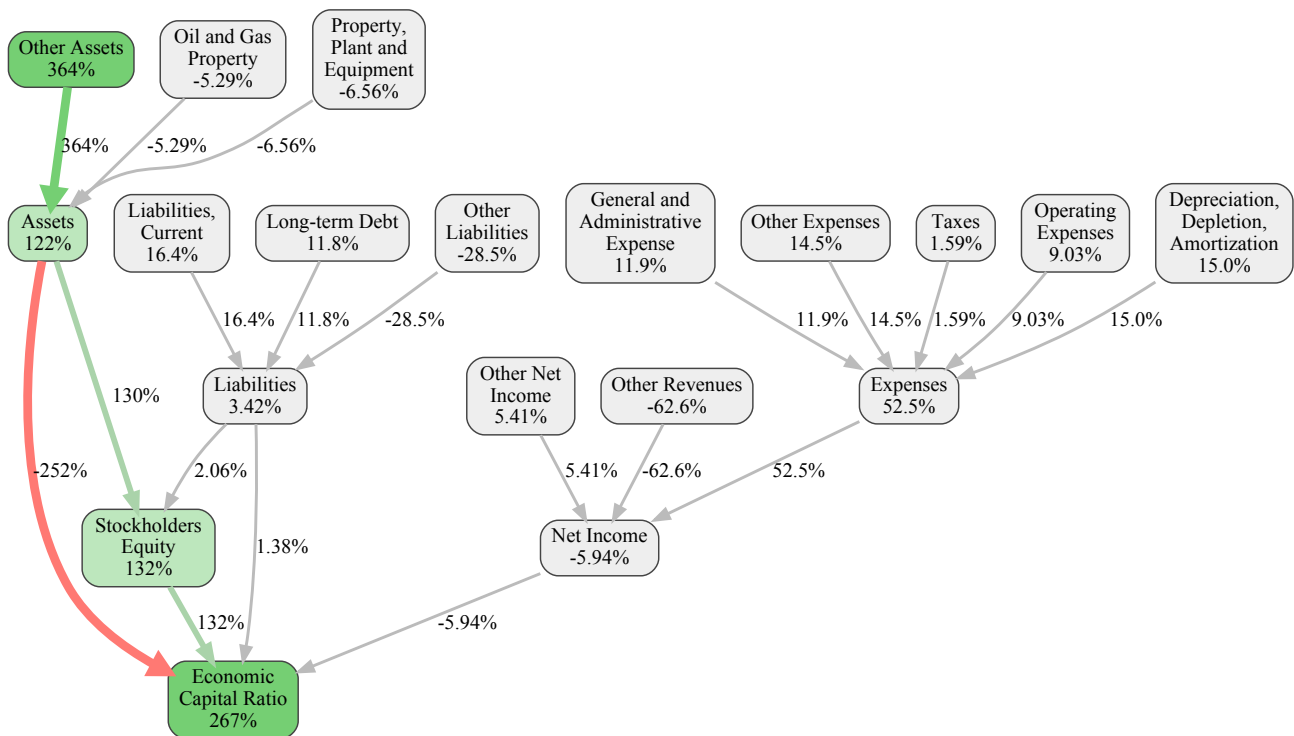 Other Assets
364%
Oil and Gas
Property
-5.29%
Property,
Plant and
Equipment
-6.56%
364%
-5.29%
-6.56%
Assets
122%
Liabilities,
Current
16.4%
Long-term Debt
11.8%
Other
Liabilities
-28.5%
General and
Administrative
Expense
11.9%
Other Expenses
14.5%
Taxes
1.59%
Operating
Expenses
9.03%
Depreciation,
Depletion,
Amortization
15.0%
16.4%
11.8%
-28.5%
11.9%
14.5%
1.59%
9.03%
15.0%
130%
Liabilities
3.42%
Other Net
Income
5.41%
Other Revenues
-62.6%
Expenses
52.5%
-252%
2.06%
5.41%
-62.6%
52.5%
Stockholders
Equity
132%
1.38%
Net Income
-5.94%
132%
-5.94%
Economic
Capital Ratio
267%